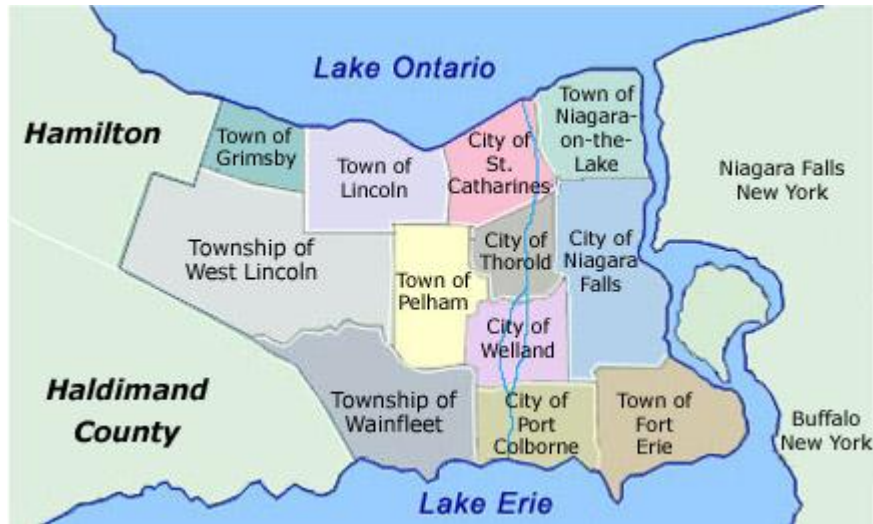 Lake Ontario
Hamilton
Town of
Grimsby
Town of
Lincoln
City of
St.
Catharines
Town of
Niagara-
on-the-
Lake
Niagara Falls
New York
Township of
West Lincoln
Town of
Pelham
City of
Thorold
City of
Niagara
Falls
City of
Welland
Haldimand
County
Township of
Wainfleet
City of
Port
Colborne
Town of
Fort
Erie
Buffalo
New York
Lake Erie